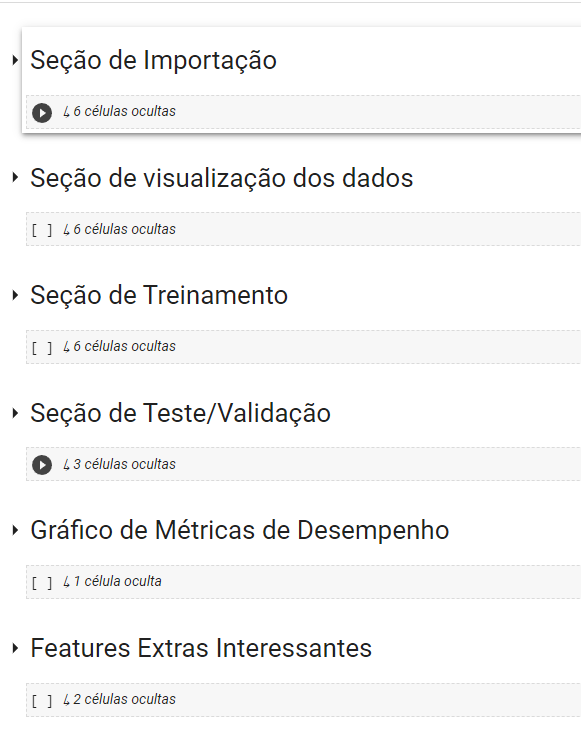 Seção de Importação
6 células ocultas
Seção de visualização dos dados
[ ] 6 células ocultas
Seção de Treinamento
[ ] 6 células ocultas
Seção de Teste/Validação
3 células ocultas
Gráfico de Métricas de Desempenho
[ ] 1 célula oculta
Features Extras Interessantes
[ ] 2 células ocultas